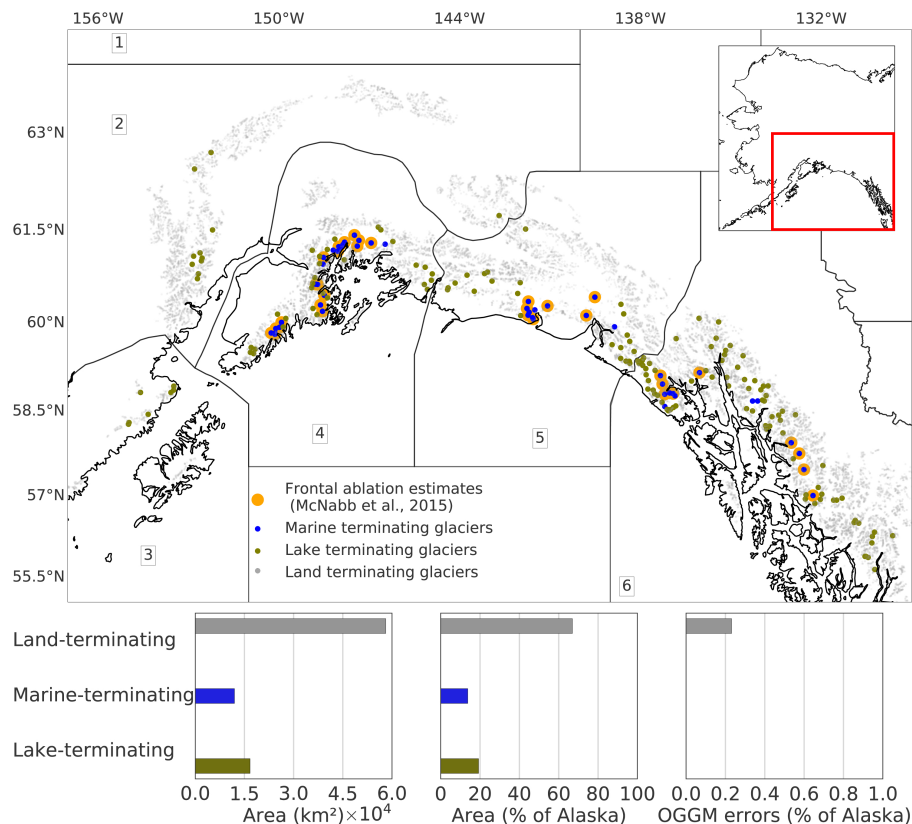 156°W 150°W 144°W 138°W 132°W
1
2
63°N
61.5°N
60°N
58.5°N
4
5
57°N
Frontal ablation estimates
(McNabb et al., 2015)
Marine terminating glaciers
Lake terminating glaciers
Land terminating glaciers
3
55.5°N
6
Land-terminating
Marine-terminating
Lake-terminating
0.0 1.5 3.0 4.5 6.0
Area (km²)×10⁴
0 20 40 60 80 100
Area (% of Alaska)
0.0 0.2 0.4 0.6 0.8 1.0
OGGM errors (% of Alaska)